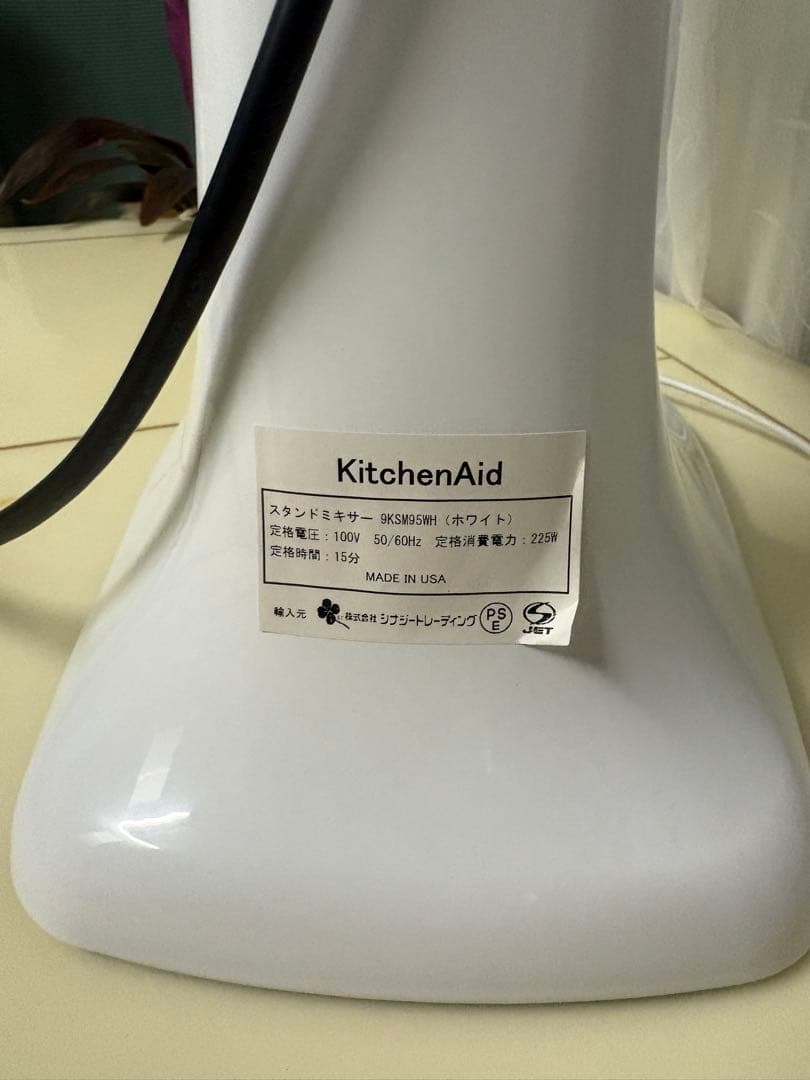 KitchenAid
スタンドミキサー 9KSM95WH（ホワイト）
定格電圧：100V 50/60Hz 定格消費電力：225W
定格時間：15分
MADE IN USA
輸入元 株式会社 シナジートレーディング PS E JET